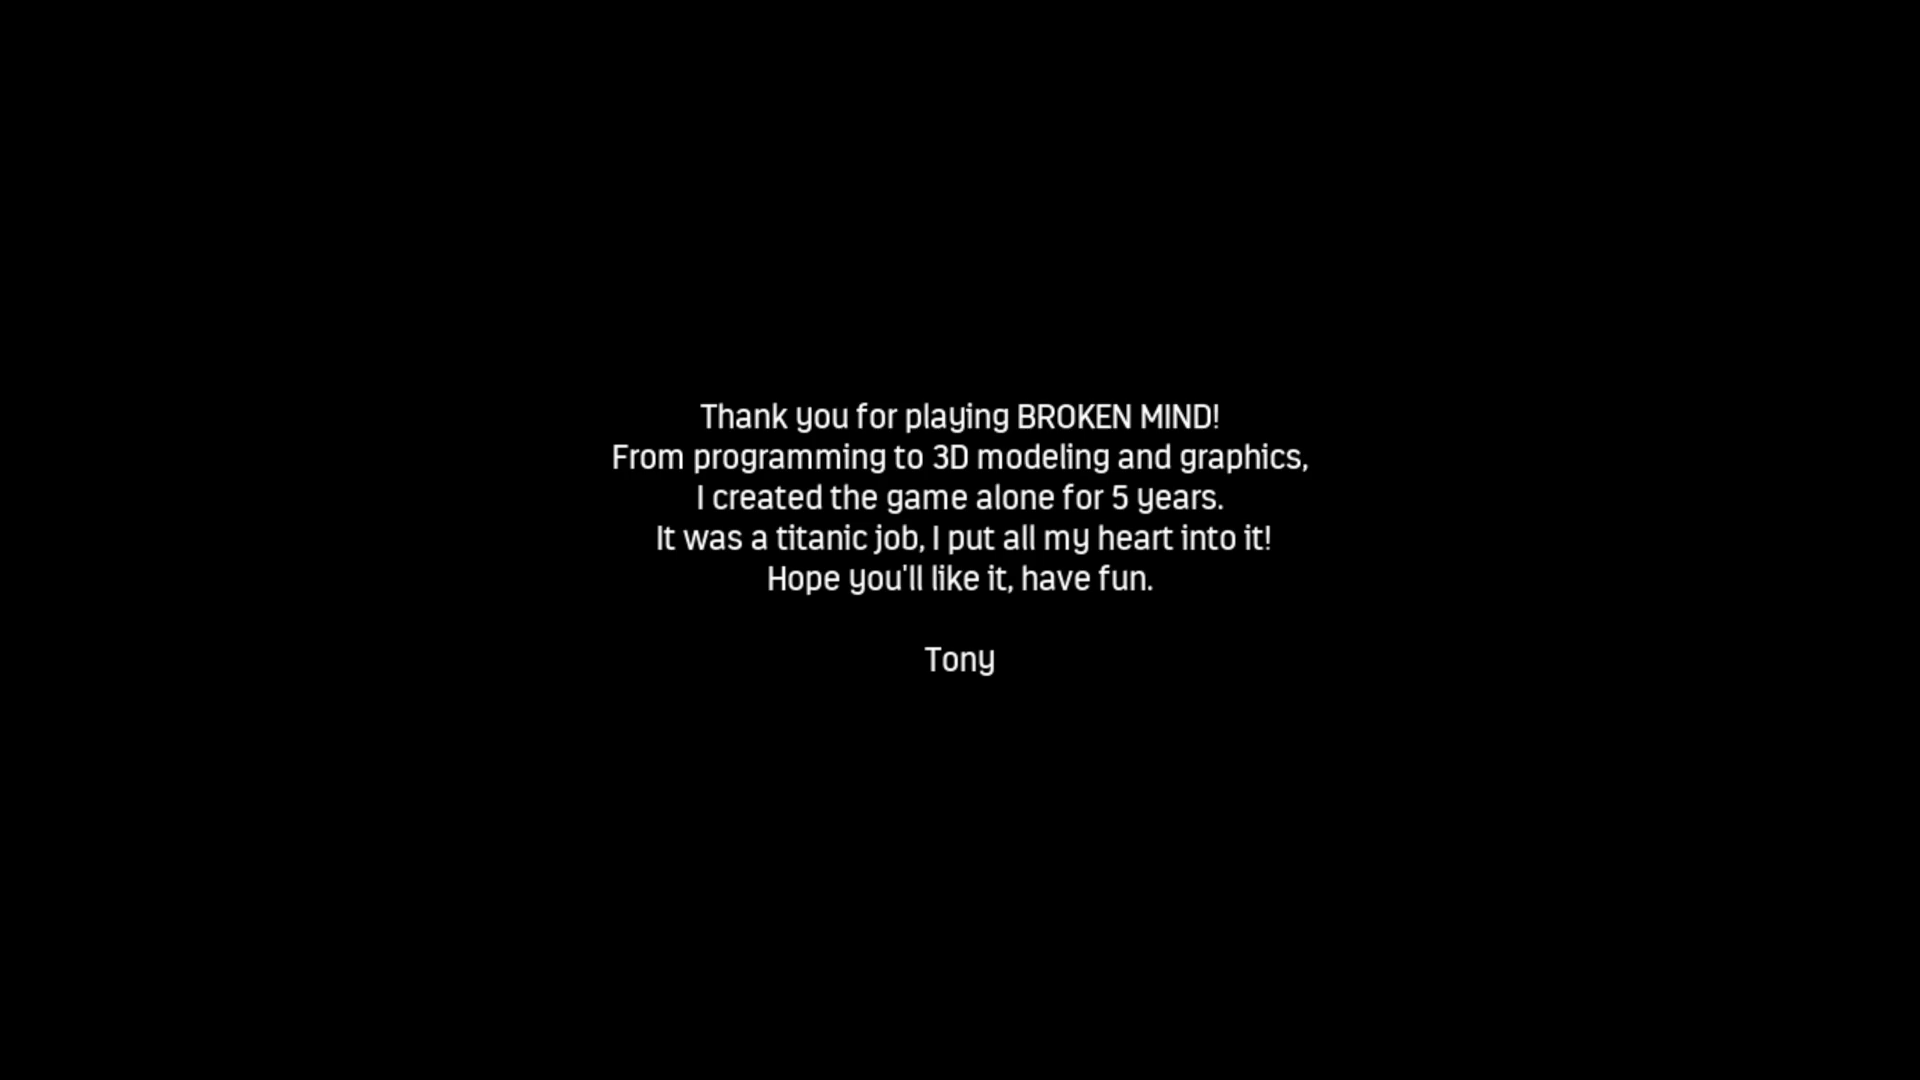 Thank you for playing BROKEN MIND!
From programming to 3D modeling and graphics,
I created the game alone for 5 years.
It was a titanic job, I put all my heart into it!
Hope you'll like it, have fun.
Tony